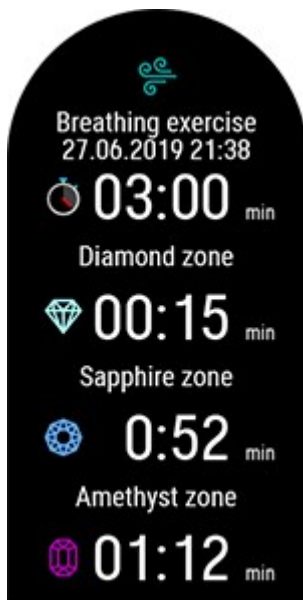 Breathing exercise
27.06.2019 21:38
03:00 min
Diamond zone
00:15 min
Sapphire zone
0:52 min
Amethyst zone
01:12 min